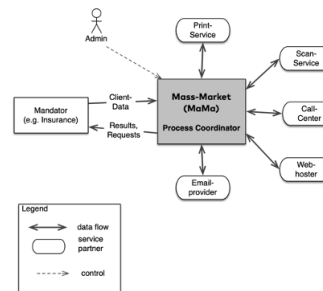 Admin
Print-
Service
Scan-
Service
Mass-Market
(MaMa)
Process Coordinator
Client-
Data
Mandator
(e.g. Insurance)
Results,
Requests
Call-
Center
Web-
hoster
Email-
provider
Legend
data flow
service
partner
control